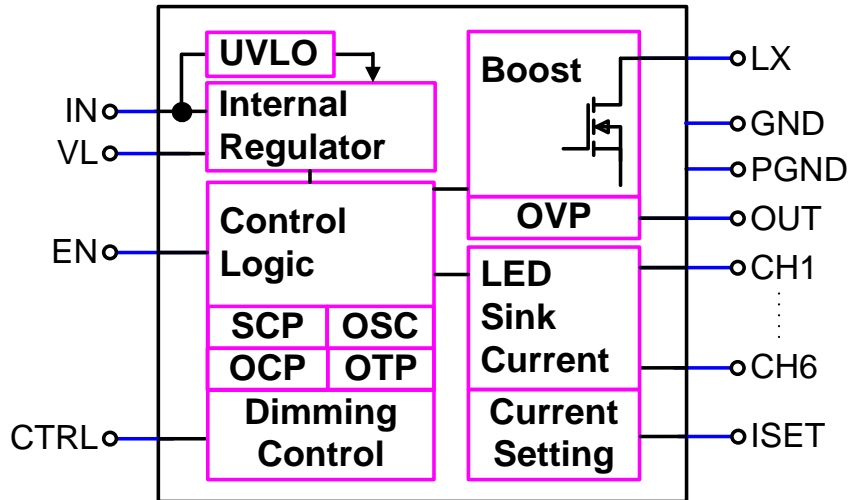 UVLO
Boost
LX
IN
Internal
Regulator
GND
VL
PGND
Control
Logic
OVP
OUT
EN
LED
Sink
Current
CH1
SCP
OSC
OCP
OTP
CH6
Dimming
Control
Current
Setting
CTRL
ISET